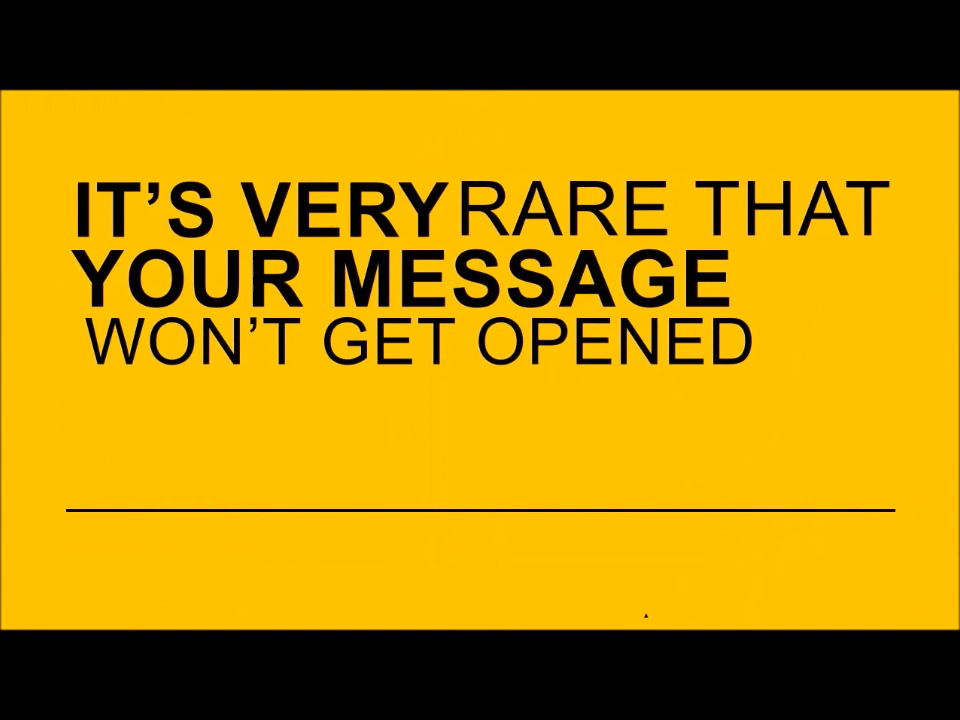 IT’S VERY RARE THAT
YOUR MESSAGE
WON’T GET OPENED